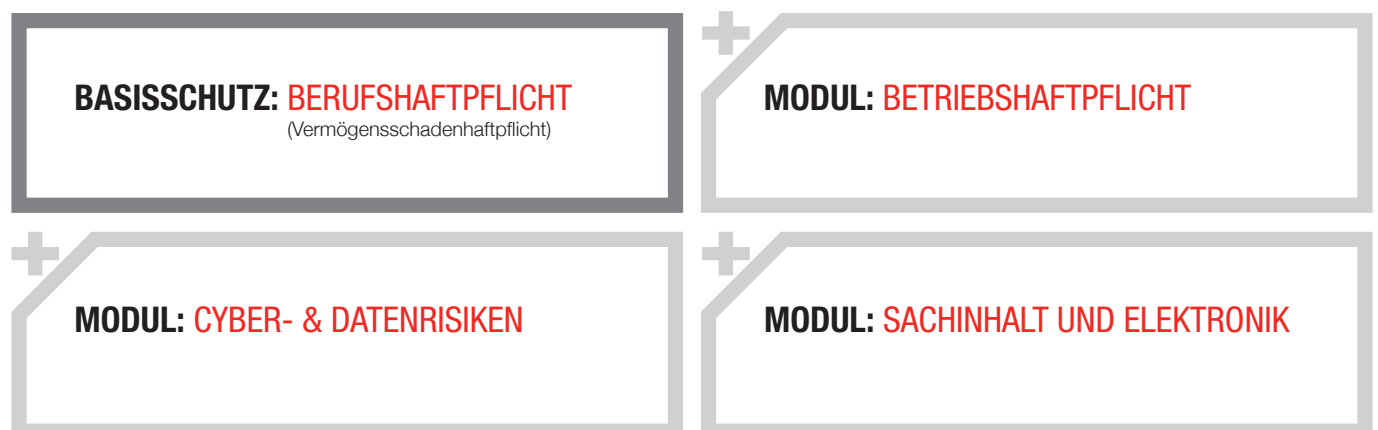 BASISSCHUTZ: BERUFSHAFTPFLICHT
(Vermögensschadenhaftpflicht)
MODUL: BETRIEBSHAFTPFLICHT
MODUL: CYBER- & DATENRISIKEN
MODUL: SACHINHALT UND ELEKTRONIK